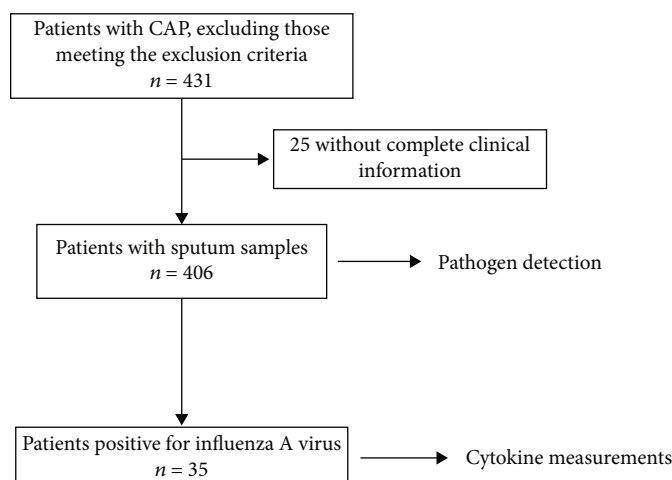 Patients with CAP, excluding those
meeting the exclusion criteria
n = 431
25 without complete clinical
information
Patients with sputum samples
n = 406
Pathogen detection
Patients positive for influenza A virus
n = 35
Cytokine measurements